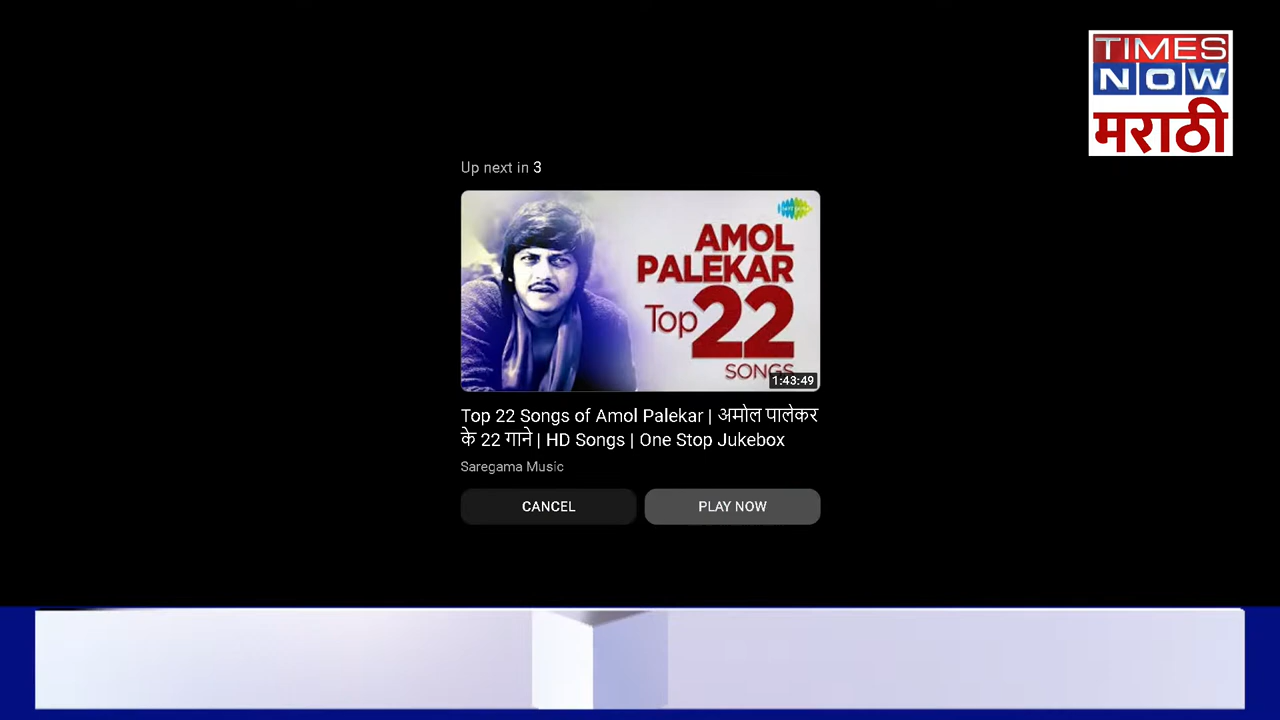 TIMES
NOW
मराठी
Up next in 3
AMOL
PALEKAR
Top 22
SONGS
1:43:49
Top 22 Songs of Amol Palekar | अमोल पालेकर
के 22 गाने | HD Songs | One Stop Jukebox
Saregama Music
CANCEL
PLAY NOW